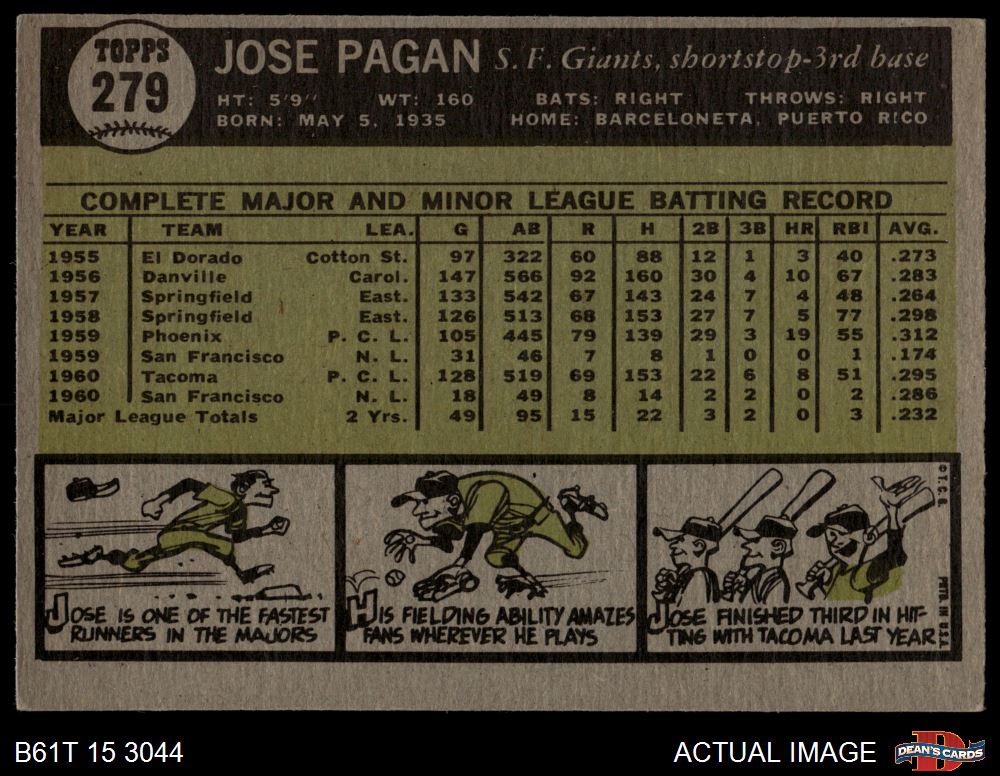 TOPPS
279
JOSE PAGAN S. F. Giants, shortstop-3rd base
HT: 5'9" WT: 160 BATS: RIGHT THROWS: RIGHT
BORN: MAY 5, 1935 HOME: BARCELONETA, PUERTO RICO
COMPLETE MAJOR AND MINOR LEAGUE BATTING RECORD
YEAR TEAM LEA. G AB R H 2B 3B HR RBI AVG.
1955 El Dorado Cotton St. 97 322 60 88 12 1 3 40 .273
1956 Danville Carol. 147 566 92 160 30 4 10 67 .283
1957 Springfield East. 133 542 67 143 24 7 4 48 .264
1958 Springfield East. 126 513 68 153 27 7 5 77 .298
1959 Phoenix P. C. L. 105 445 79 139 29 3 19 55 .312
1959 San Francisco N. L. 31 46 7 8 1 0 0 1 .174
1960 Tacoma P. C. L. 128 519 69 153 22 6 8 51 .295
1960 San Francisco N. L. 18 49 8 14 2 2 0 2 .286
Major League Totals 2 Yrs. 49 95 15 22 3 2 0 3 .232
JOSE IS ONE OF THE FASTEST
RUNNERS IN THE MAJORS
HIS FIELDING ABILITY AMAZES
FANS WHEREVER HE PLAYS
JOSE FINISHED THIRD IN HIT-
TING WITH TACOMA LAST YEAR
© T. C. G.
PRTD. IN U.S.A.
B61T 15 3044
ACTUAL IMAGE
D
DEAN'S CARDS